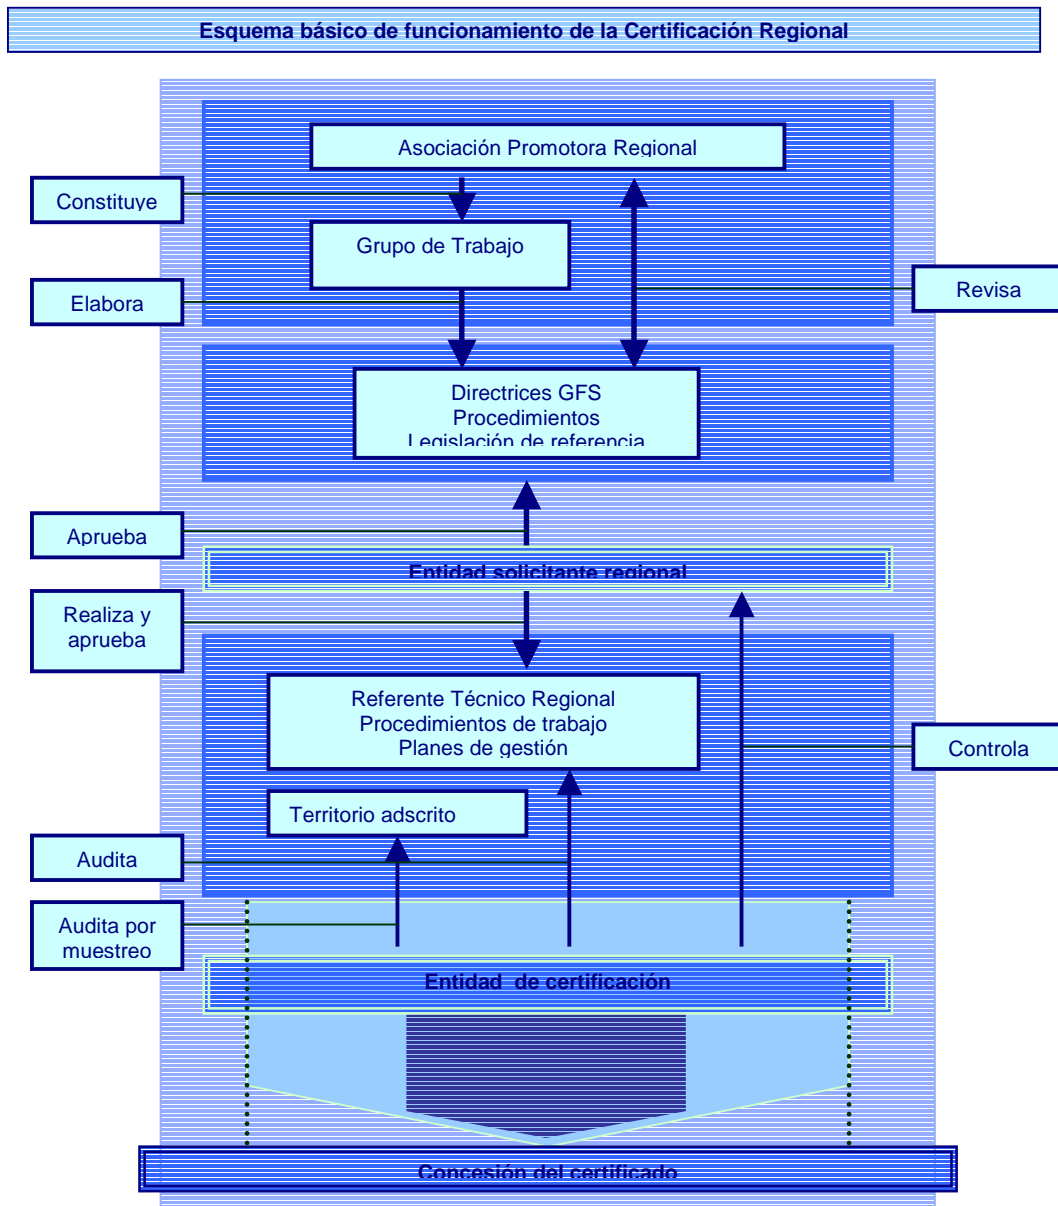 Esquema básico de funcionamiento de la Certificación Regional
Asociación Promotora Regional
Constituye
Grupo de Trabajo
Elabora
Revisa
Directrices GFS
Procedimientos
Legislación de referencia
Aprueba
Entidad solicitante regional
Realiza y
aprueba
Referente Técnico Regional
Procedimientos de trabajo
Planes de gestión
Controla
Territorio adscrito
Audita
Audita por
muestreo
Entidad de certificación
Concesión del certificado